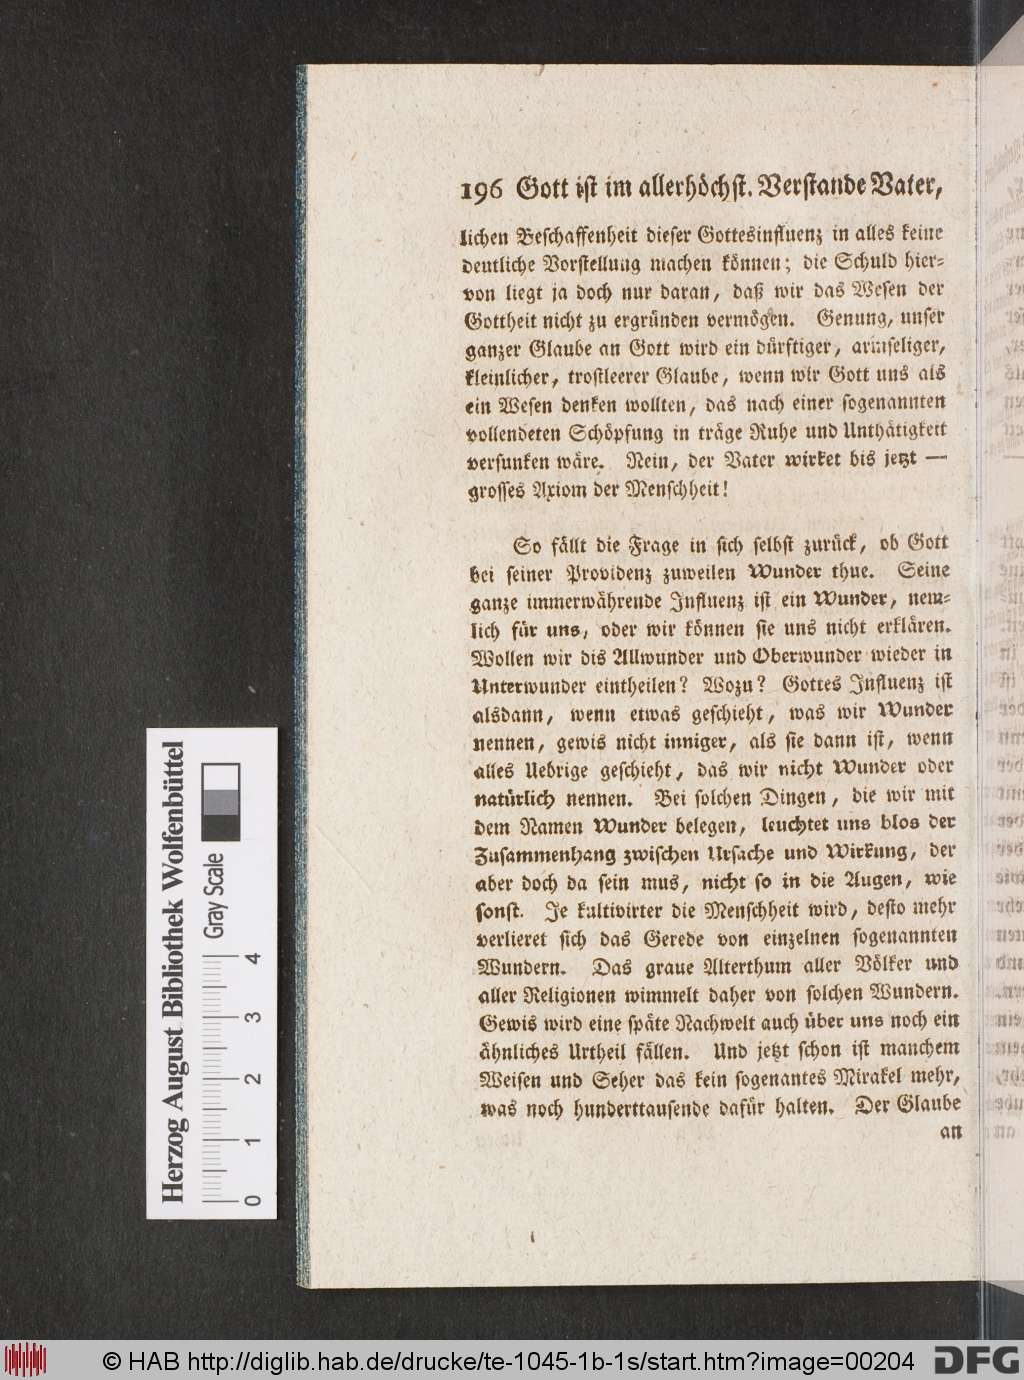 196 Gott ist im allerhöchst. Verstande Vater,
lichen Beschaffenheit dieser Gottesinfluenz in alles keine
deutliche Vorstellung machen können; die Schuld hier-
von liegt ja doch nur daran, daß wir das Wesen der
Gottheit nicht zu ergründen vermögen. Genung, unser
ganzer Glaube an Gott wird ein dürftiger, armseliger,
kleinlicher, trostleerer Glaube, wenn wir Gott uns als
ein Wesen denken wollten, das nach einer sogenannten
vollendeten Schöpfung in träge Ruhe und Unthätigkeit
versunken wäre. Nein, der Vater wirket bis jetzt —
grosses Axiom der Menschheit!
So fällt die Frage in sich selbst zurück, ob Gott
bei seiner Providenz zuweilen Wunder thue. Seine
ganze immerwährende Influenz ist ein Wunder, nem-
lich für uns, oder wir können sie uns nicht erklären.
Wollen wir dis Allwunder und Oberwunder wieder in
Unterwunder eintheilen? Wozu? Gottes Influenz ist
alsdann, wenn etwas geschieht, was wir Wunder
nennen, gewis nicht inniger, als sie dann ist, wenn
alles Uebrige geschieht, das wir nicht Wunder oder
natürlich nennen. Bei solchen Dingen, die wir mit
dem Namen Wunder belegen, leuchtet uns blos der
Zusammenhang zwischen Ursache und Wirkung, der
aber doch da sein mus, nicht so in die Augen, wie
sonst. Je kultivirter die Menschheit wird, desto mehr
verlieret sich das Gerede von einzelnen sogenannten
Wundern. Das graue Alterthum aller Völker und
aller Religionen wimmelt daher von solchen Wundern.
Gewis wird eine späte Nachwelt auch über uns noch ein
ähnliches Urtheil fällen. Und jetzt schon ist manchem
Weisen und Seher das kein sogenantes Mirakel mehr,
was noch hunderttausende dafür halten. Der Glaube
an
Herzog August Bibliothek Wolfenbüttel
Gray Scale
0 1 2 3 4
© HAB http://diglib.hab.de/drucke/te-1045-1b-1s/start.htm?image=00204
DFG